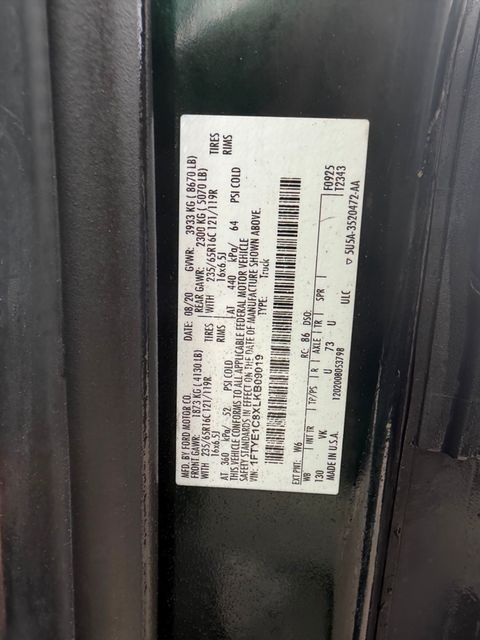 MFD. BY FORD MOTOR CO.
DATE: 08/20 GVWR: 3933 KG ( 8670 LB)
FRONT GAWR: 1873 KG ( 4130 LB) REAR GAWR: 2300 KG ( 5070 LB)
WITH 235/65R16C 121/119R TIRES WITH 235/65R16C 121/119R TIRES
16x6.5J RIMS 16x6.5J RIMS
AT 360 kPa/ 52 PSI COLD AT 440 kPa/ 64 PSI COLD
THIS VEHICLE CONFORMS TO ALL APPLICABLE FEDERAL MOTOR VEHICLE
SAFETY STANDARDS IN EFFECT ON THE DATE OF MANUFACTURE SHOWN ABOVE.
VIN: 1FTYE1C8XLKB09019 TYPE: Truck
F0925
T2343
EXT PNT: W6 RC: 86 DSO:
WB INT TR TP/PS R AXLE TR SPR
130 VK U 73 U
MADE IN U.S.A. 1202008053798 ULC 5U5A-3520472-AA